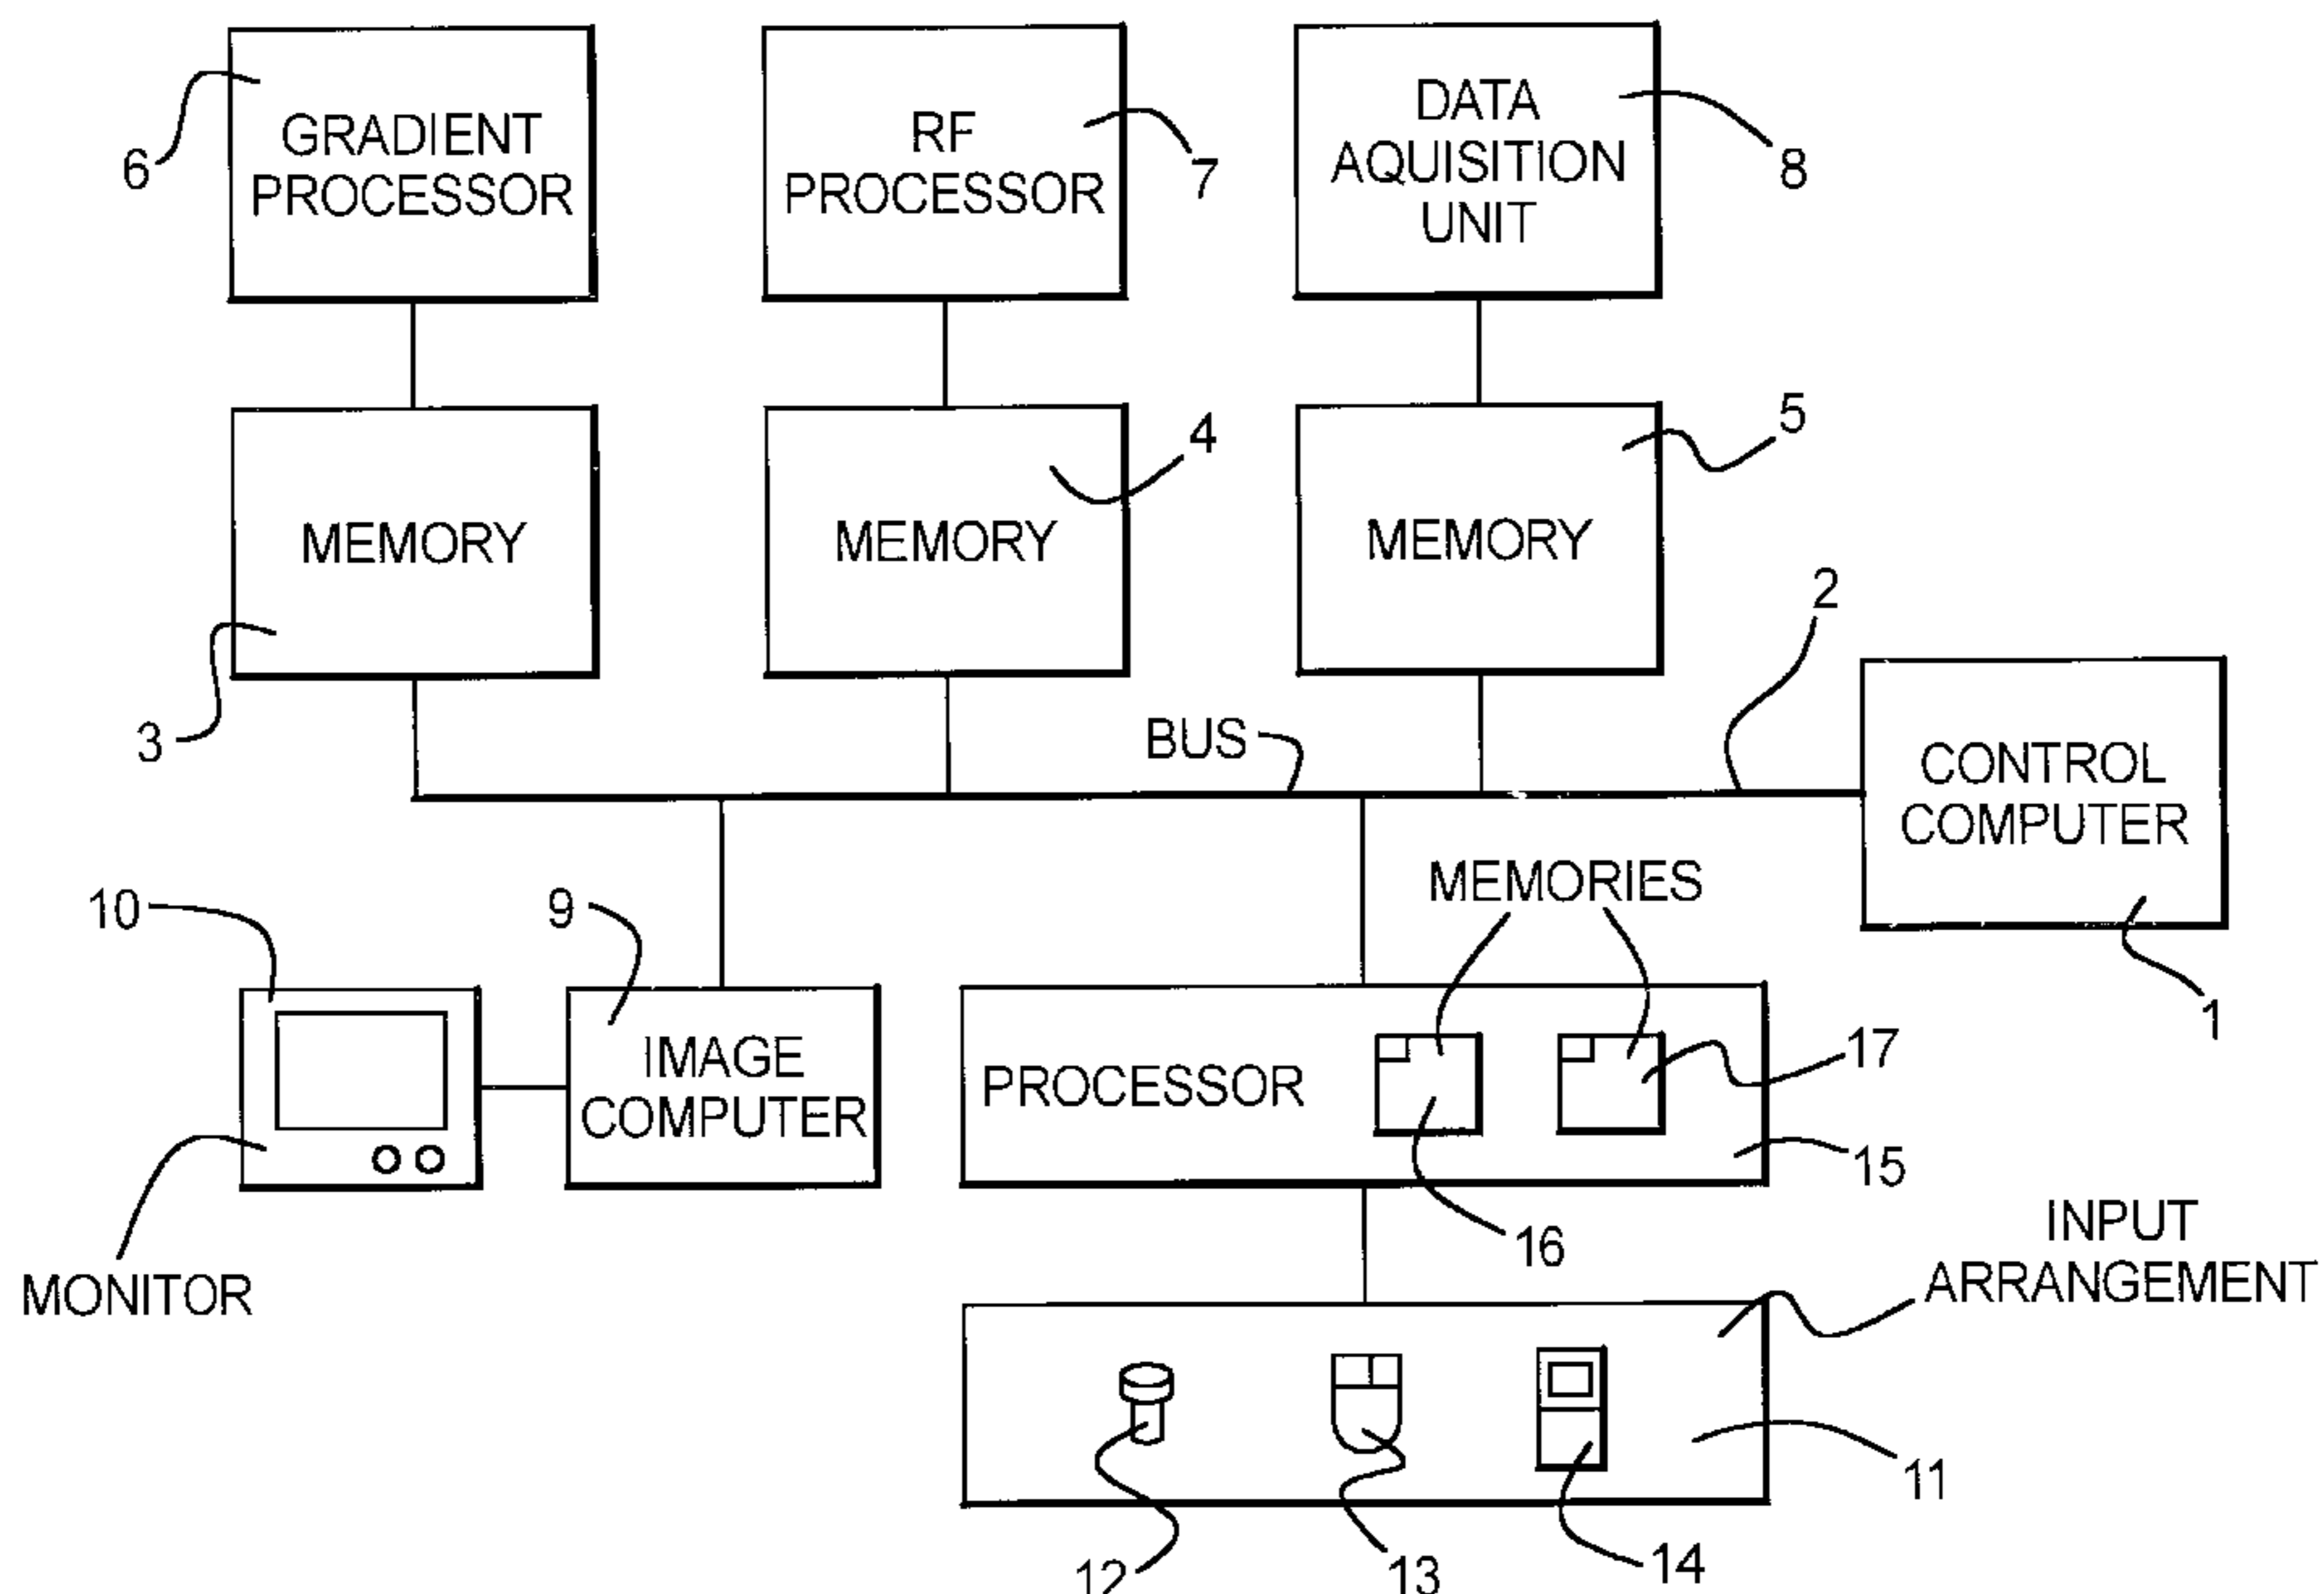 6
GRADIENT
PROCESSOR
RF
PROCESSOR
7
DATA
AQUISITION
UNIT
8
MEMORY
3
MEMORY
4
MEMORY
5
BUS
2
CONTROL
COMPUTER
1
10
MONITOR
9
IMAGE
COMPUTER
MEMORIES
PROCESSOR
17
15
16
INPUT
ARRANGEMENT
11
12
13
14